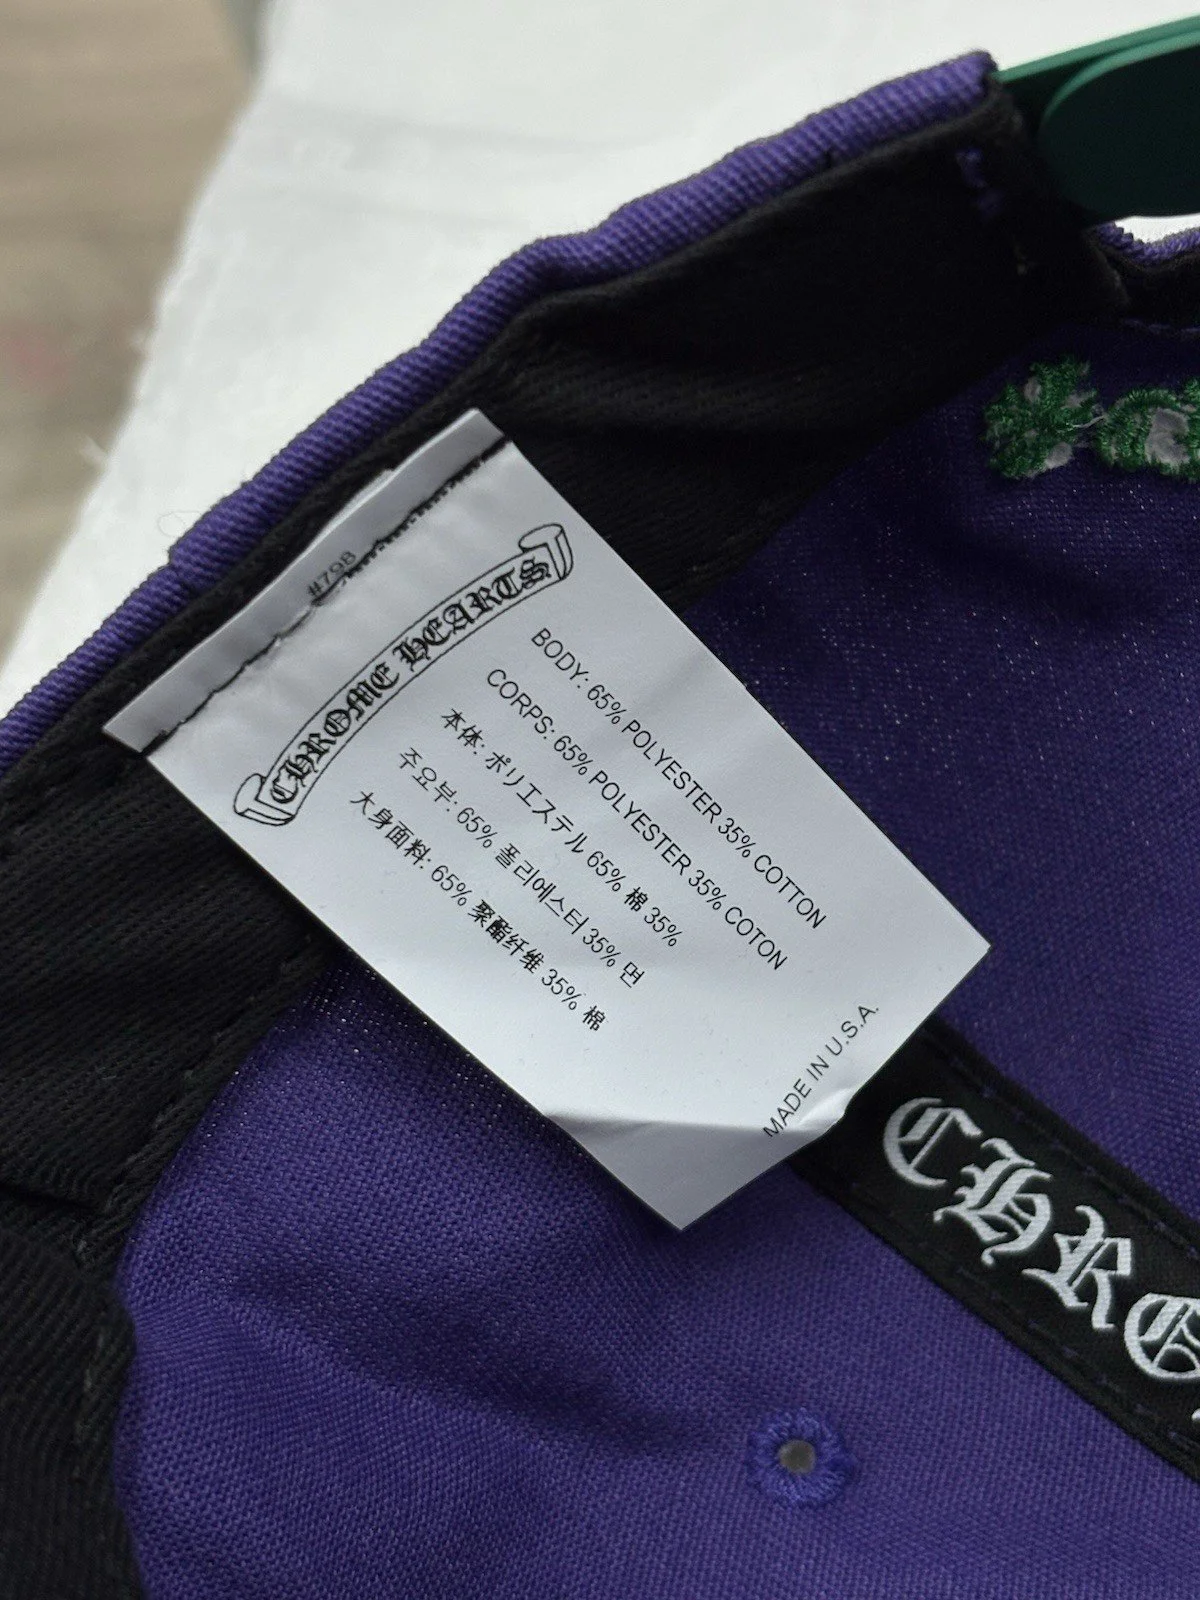 #79B
CHROME HEARTS
BODY: 65% POLYESTER 35% COTTON
CORPS: 65% POLYESTER 35% COTON
本体: ポリエステル 65% 棉 35%
주요부: 65% 폴리에스터 35% 면
大身面料: 65% 聚酯纤维 35% 棉
MADE IN U.S.A.
CHRO